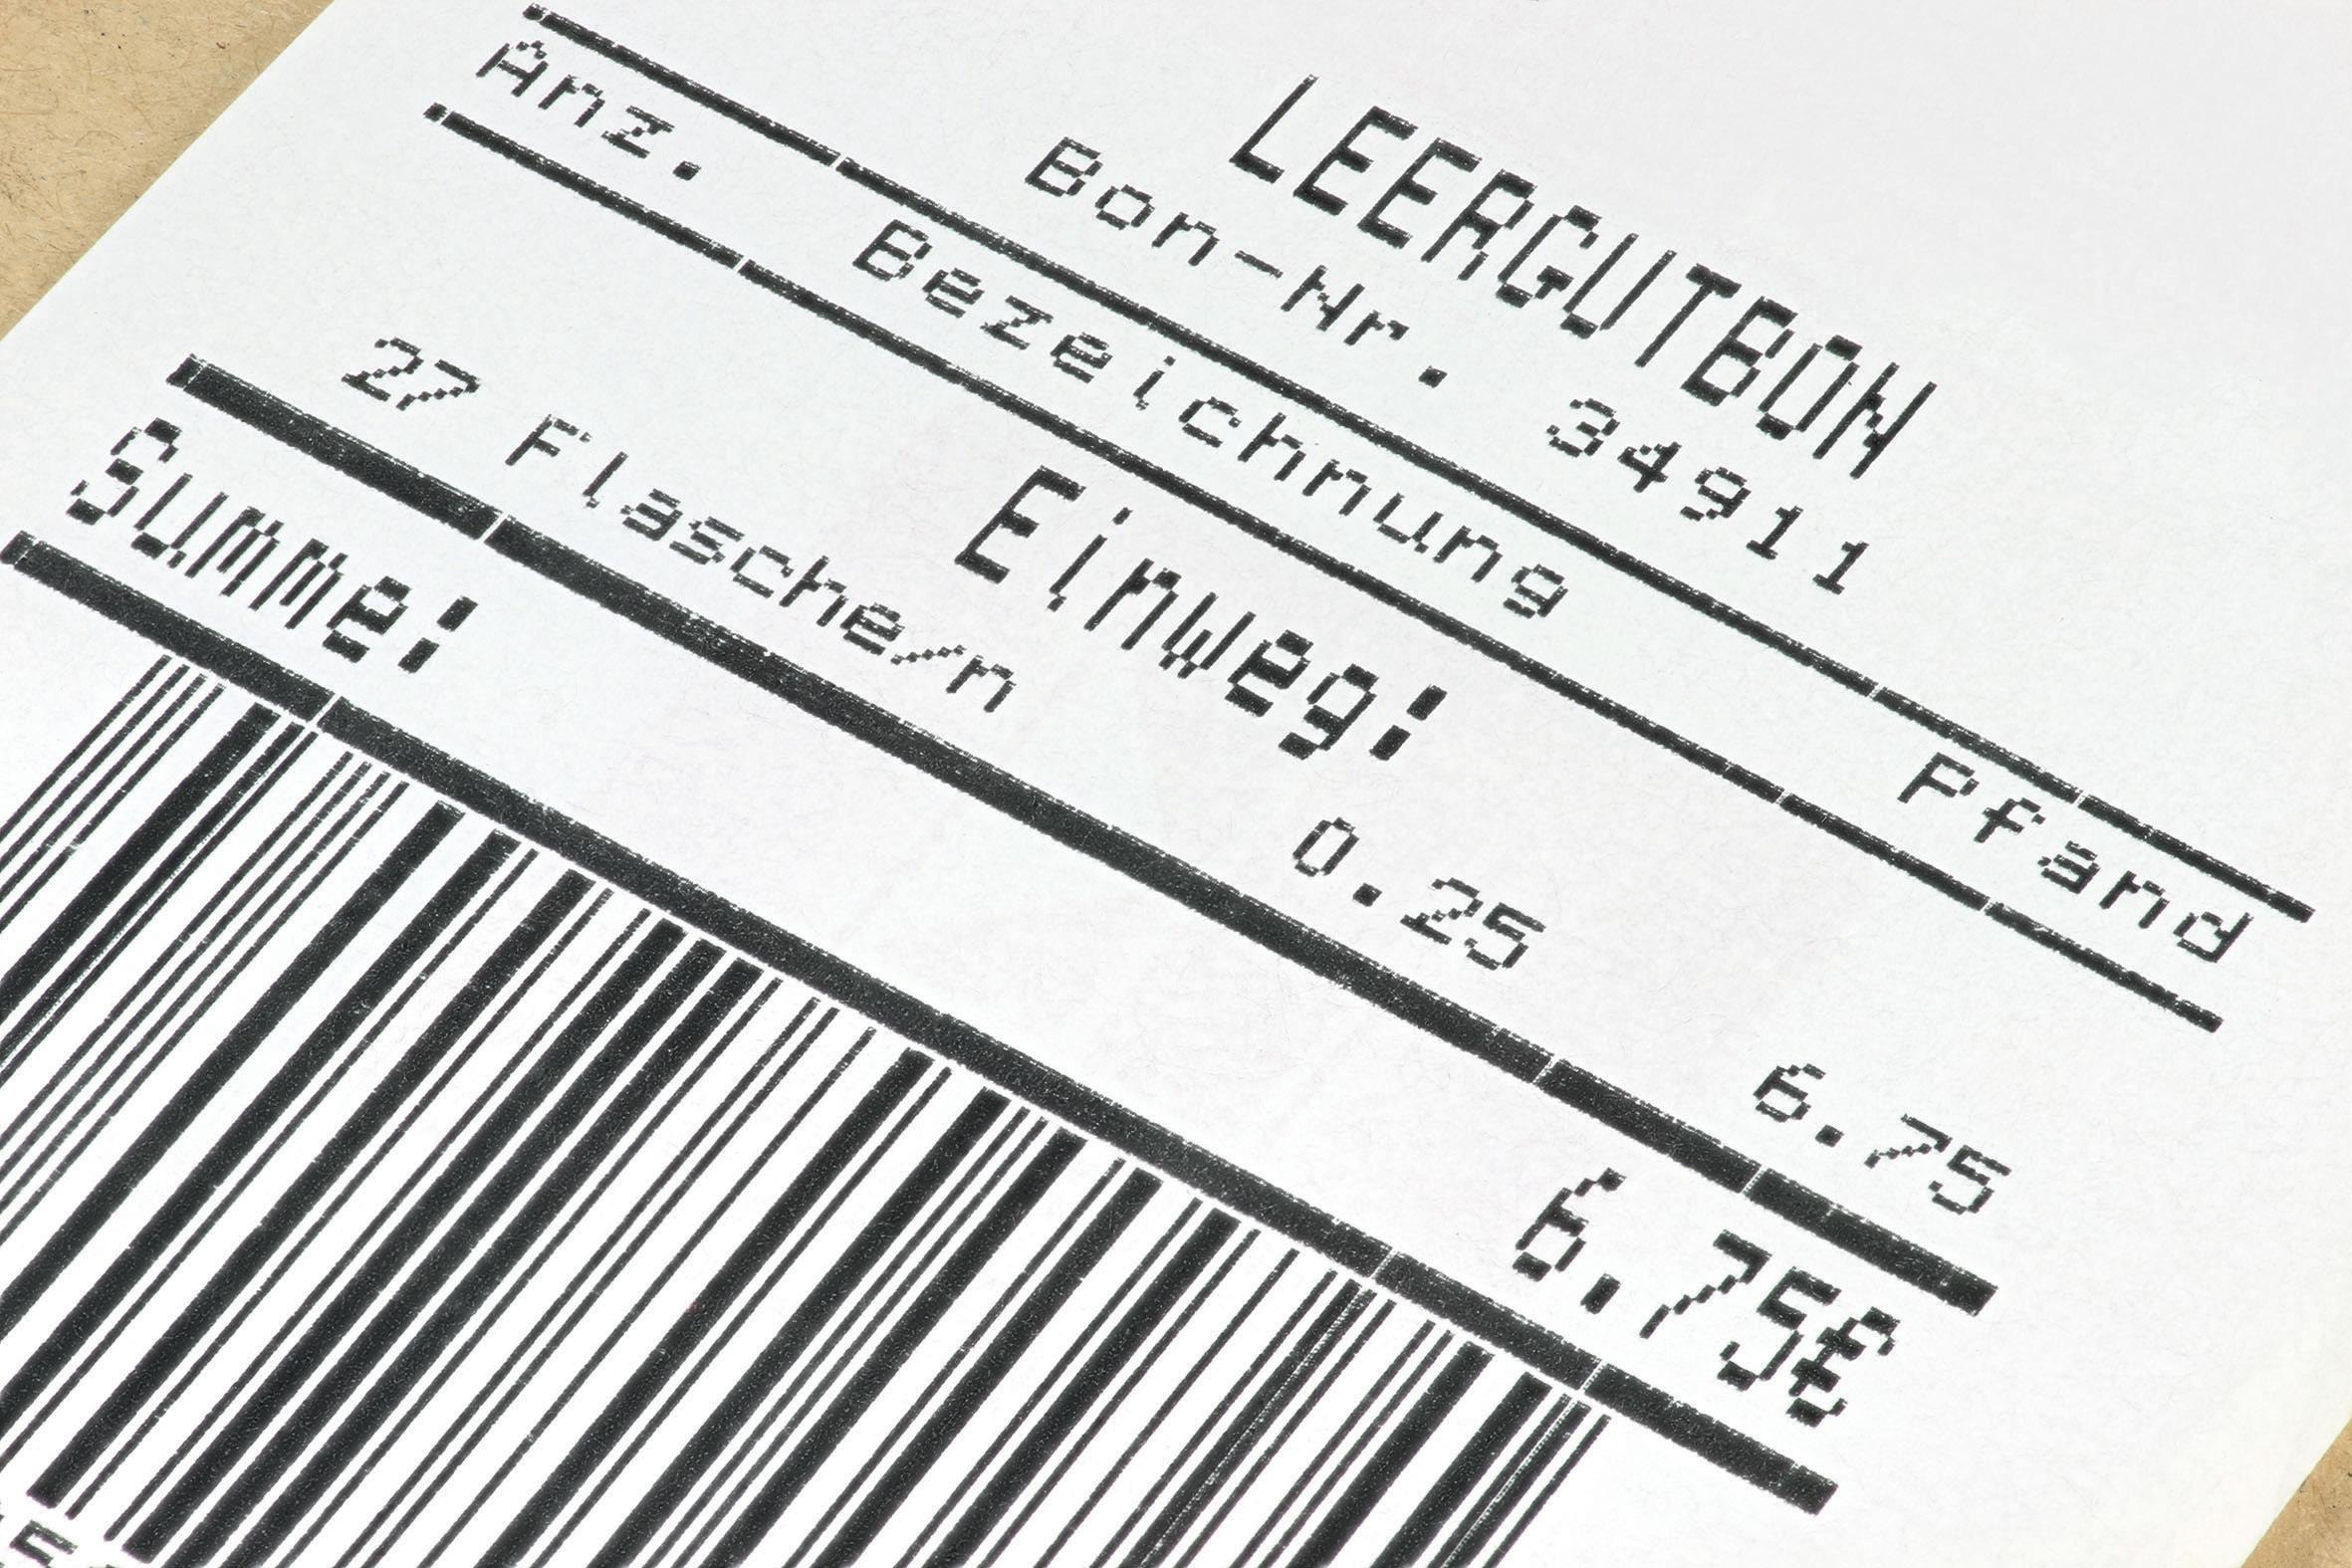 LEERGUTBON
Bon-Nr. 34911
Anz. Bezeichnung Pfand
Einweg:
27 Flasche/n 0.25 6.75
Summe: 6.75€